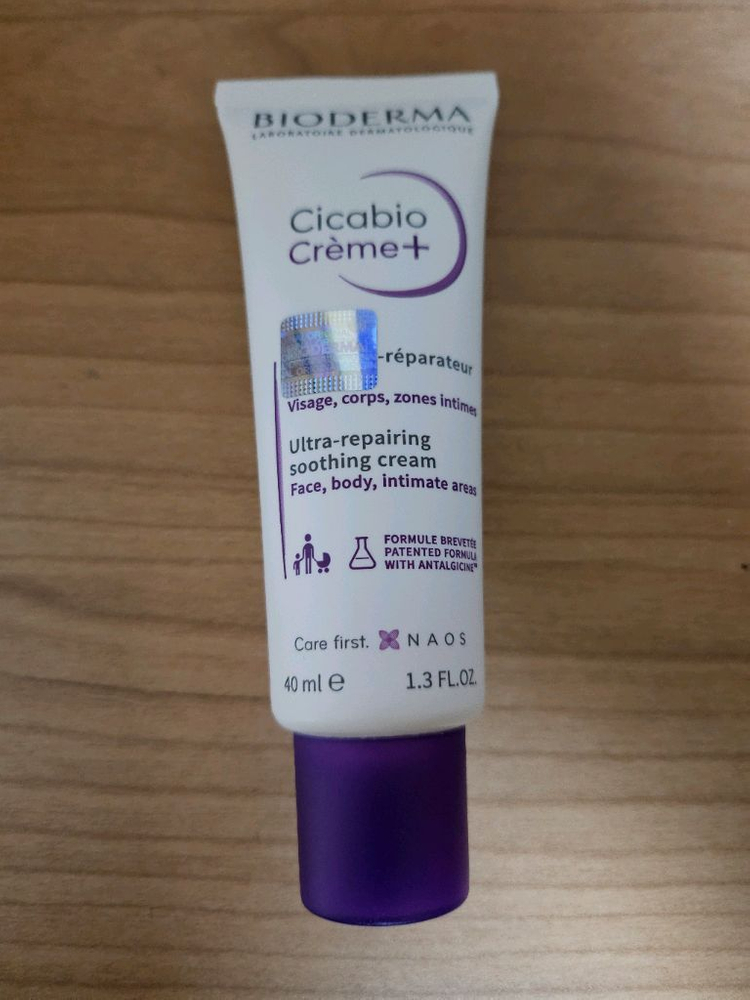 BIODERMA
LABORATOIRE DERMATOLOGIQUE
Cicabio
Crème+
-réparateur
Visage, corps, zones intimes
Ultra-repairing
soothing cream
Face, body, intimate areas
FORMULE BREVETÉE
PATENTED FORMULA
WITH ANTALGICINE™
Care first. NAOS
40 ml ℮ 1.3 FL.OZ.